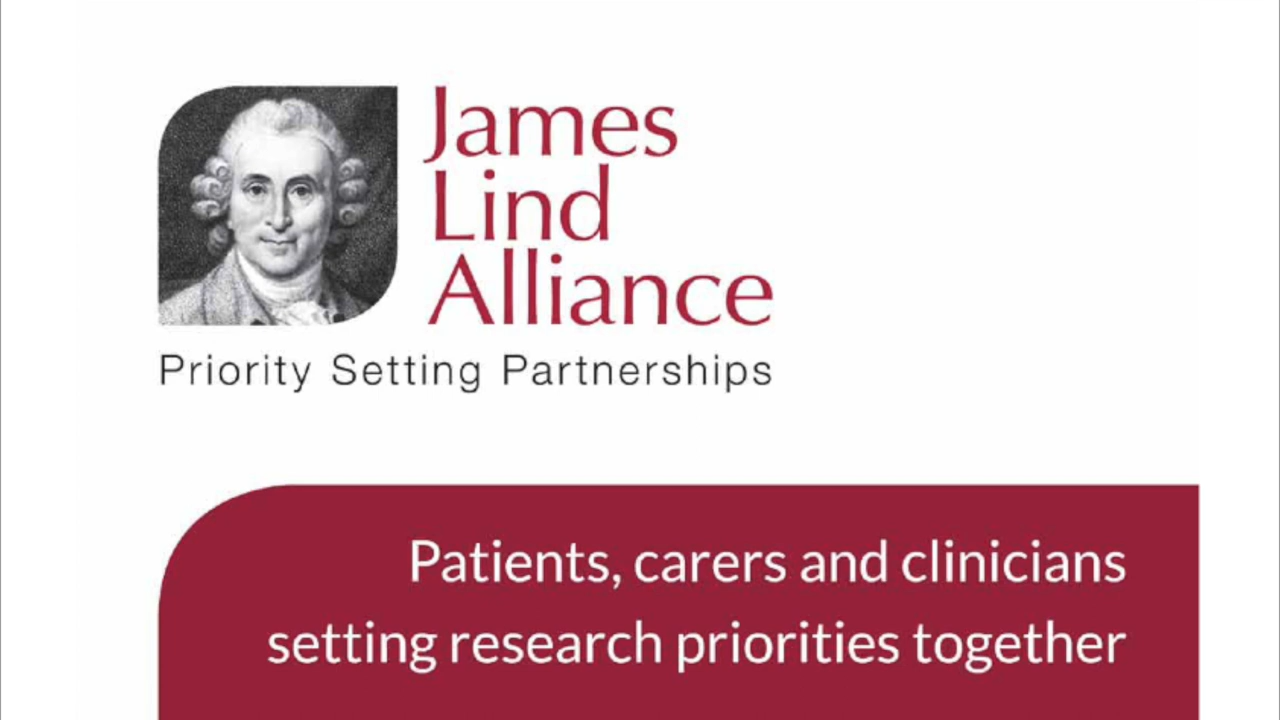 James
Lind
Alliance
Priority Setting Partnerships
Patients, carers and clinicians
setting research priorities together